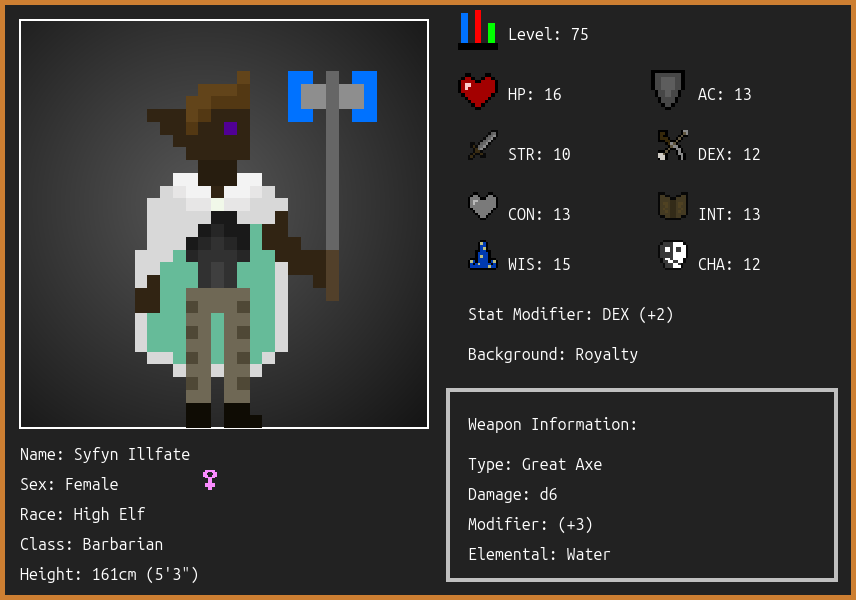 Level: 75
HP: 16
AC: 13
STR: 10
DEX: 12
CON: 13
INT: 13
WIS: 15
CHA: 12
Stat Modifier: DEX (+2)
Background: Royalty
Weapon Information:
Type: Great Axe
Damage: d6
Modifier: (+3)
Elemental: Water
Name: Syfyn Illfate
Sex: Female
Race: High Elf
Class: Barbarian
Height: 161cm (5'3")